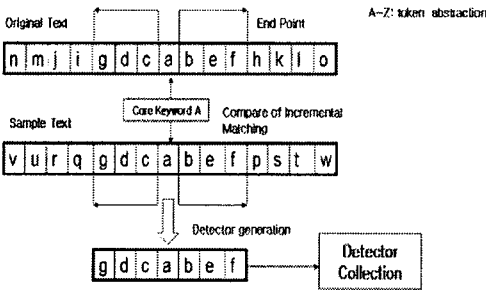 A-Z: token abstraction
Original Text
End Point
n m j i g d c a b e f h k l o
Core Keyword A
Sample Text
Compare of Incremental
Matching
v u r q g d c a b e f p s t w
Detector generation
g d c a b e f
Detector
Collection